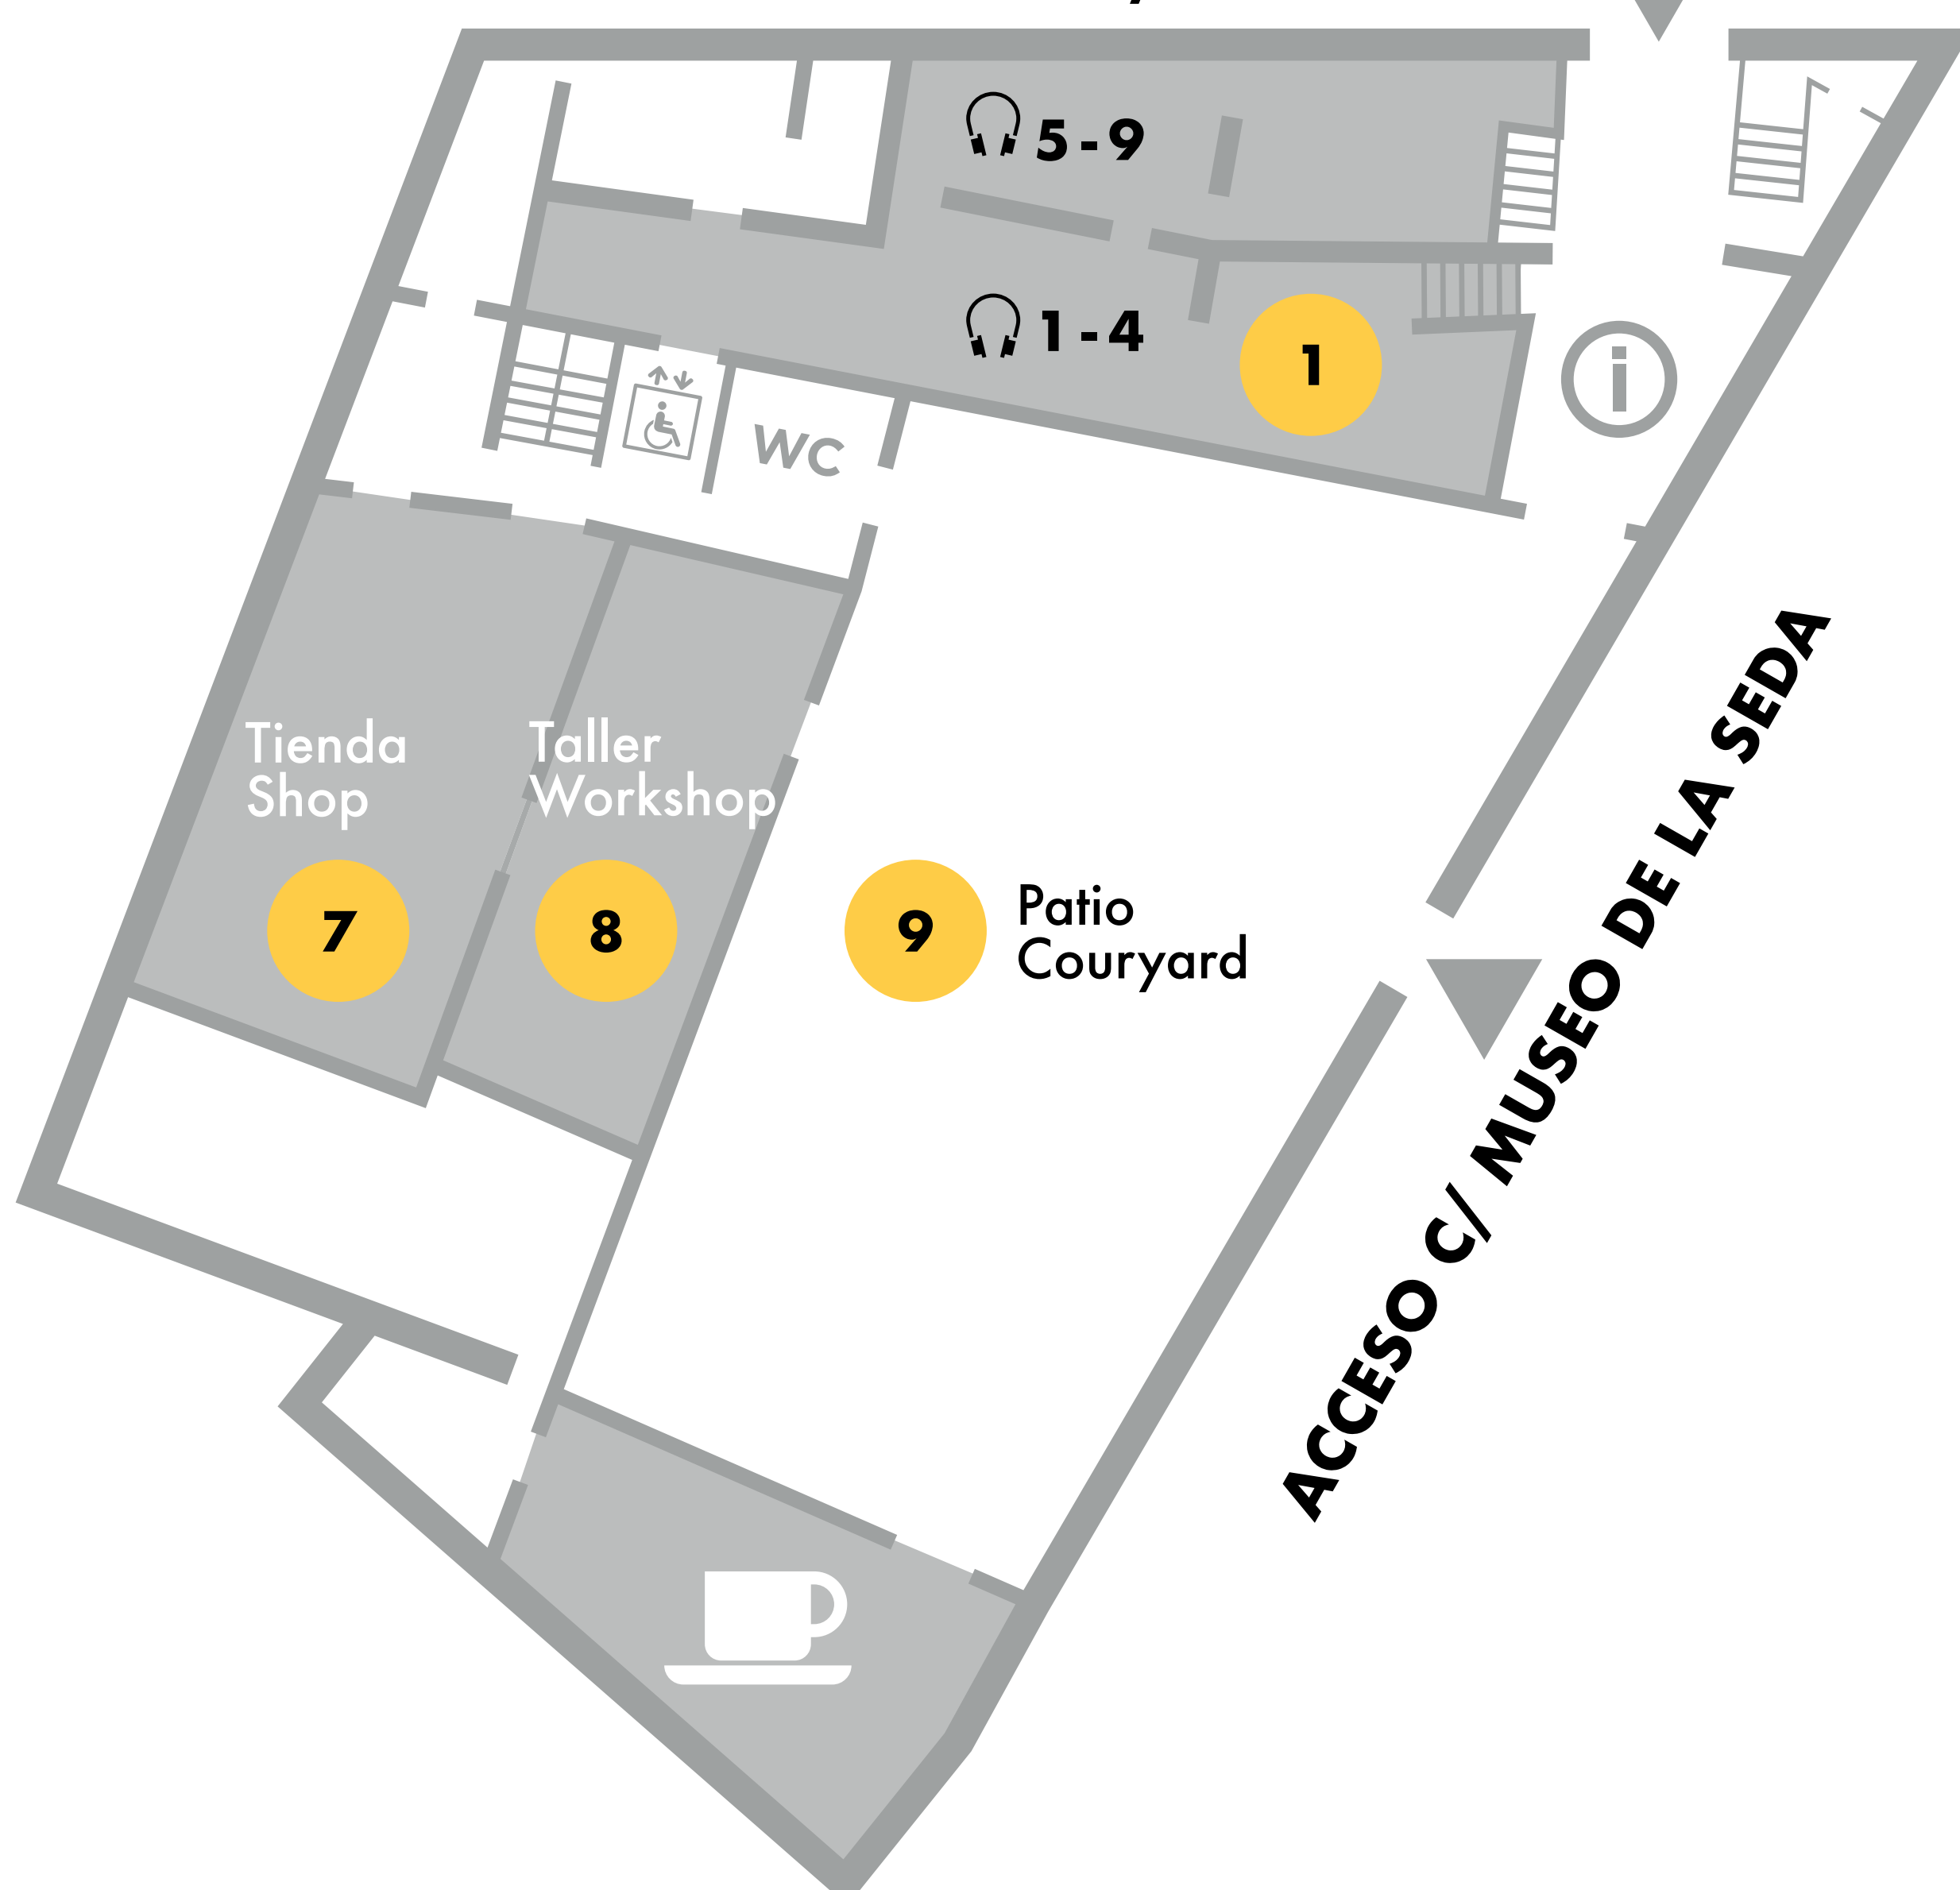 5 - 9
1 - 4
1
i
WC
Tienda
Shop
Taller
Workshop
7
8
9
Patio
Couryard
ACCESO C/ MUSEO DE LA SEDA